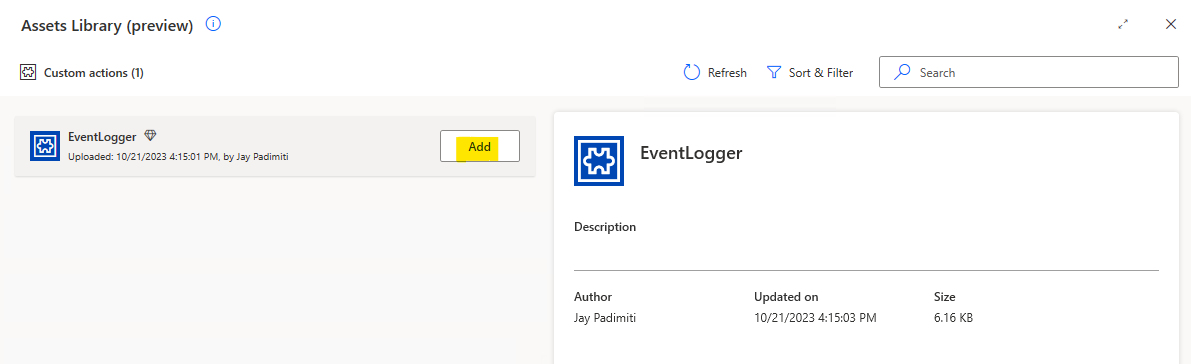 Assets Library (preview)
Custom actions (1)
Refresh
Sort & Filter
Search
EventLogger
Uploaded: 10/21/2023 4:15:01 PM, by Jay Padimiti
Add
EventLogger
Description
Author
Updated on
Size
Jay Padimiti
10/21/2023 4:15:03 PM
6.16 KB